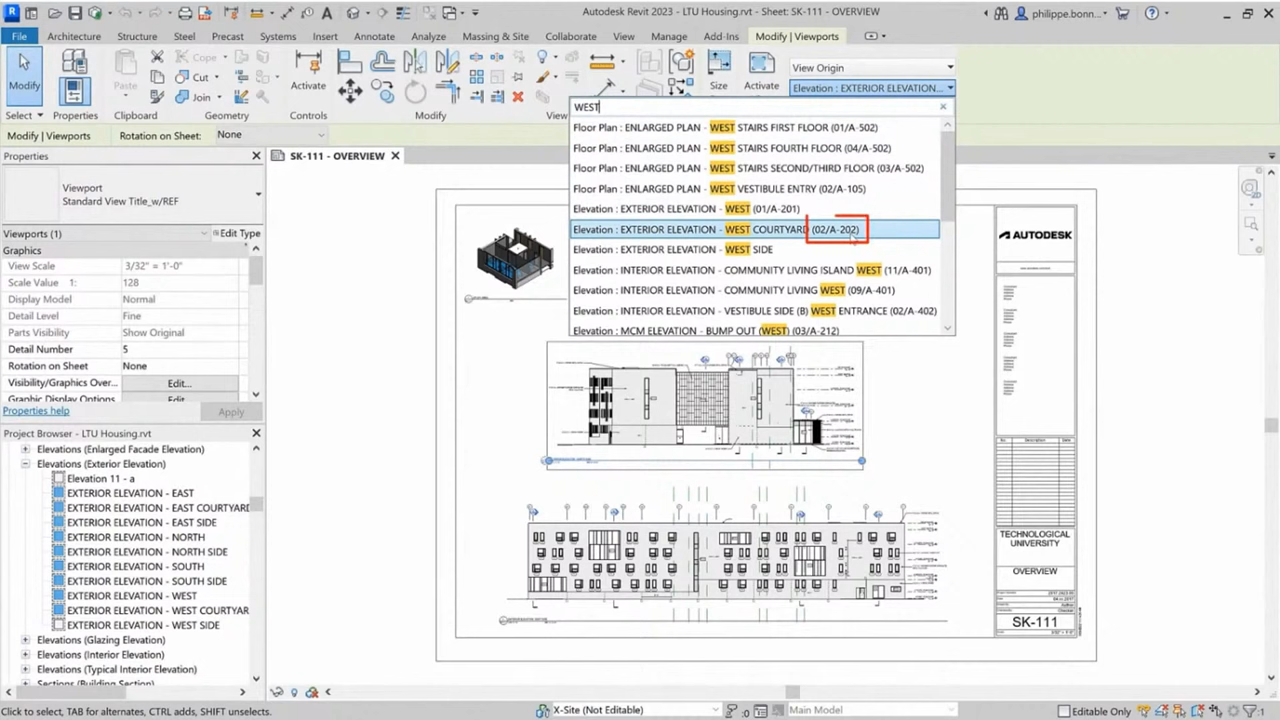 Autodesk Revit 2023 - LTU Housing.rvt - Sheet: SK-111 - OVERVIEW
philippe.bonn...
File Architecture Structure Steel Precast Systems Insert Annotate Analyze Massing & Site Collaborate View Manage Add-Ins Modify | Viewports
Modify
Properties
Paste
Cope
Cut
Join
Activate
Size
Activate
View Origin
Elevation : EXTERIOR ELEVATION...
Select Properties Clipboard Geometry Modify
Modify | Viewports Rotation on Sheet: None
WEST
Floor Plan : ENLARGED PLAN - WEST STAIRS FIRST FLOOR (01/A-502)
Floor Plan : ENLARGED PLAN - WEST STAIRS FOURTH FLOOR (04/A-502)
Floor Plan : ENLARGED PLAN - WEST STAIRS SECOND/THIRD FLOOR (03/A-502)
Floor Plan : ENLARGED PLAN - WEST VESTIBULE ENTRY (02/A-105)
Elevation : EXTERIOR ELEVATION - WEST (01/A-201)
Elevation : EXTERIOR ELEVATION - WEST COURTYARD (02/A-202)
Elevation : EXTERIOR ELEVATION - WEST SIDE
Elevation : INTERIOR ELEVATION - COMMUNITY LIVING ISLAND WEST (11/A-401)
Elevation : INTERIOR ELEVATION - COMMUNITY LIVING WEST (09/A-401)
Elevation : INTERIOR ELEVATION - VESTIBULE SIDE (B) WEST ENTRANCE (02/A-402)
Elevation : MCM ELEVATION - BUMP OUT (WEST) (03/A-212)
Properties
SK-111 - OVERVIEW
Viewport
Standard View Title_w/REF
Viewports (1) Edit Type
Graphics
View Scale 3/32" = 1'-0"
Scale Value 1: 128
Display Model Normal
Detail Level Fine
Parts Visibility Show Original
Detail Number 5
Rotation on Sheet None
Visibility/Graphics Over... Edit...
Graphic Display Options Edit...
Properties help Apply
Project Browser - LTU Housing.rvt
Elevations (Enlarged Facade Elevation)
Elevations (Exterior Elevation)
Elevation 11 - a
EXTERIOR ELEVATION - EAST
EXTERIOR ELEVATION - EAST COURTYARD
EXTERIOR ELEVATION - EAST SIDE
EXTERIOR ELEVATION - NORTH
EXTERIOR ELEVATION - NORTH SIDE
EXTERIOR ELEVATION - SOUTH
EXTERIOR ELEVATION - SOUTH SIDE
EXTERIOR ELEVATION - WEST
EXTERIOR ELEVATION - WEST COURTYAR
EXTERIOR ELEVATION - WEST SIDE
Elevations (Glazing Elevation)
Elevations (Interior Elevation)
Elevations (Typical Interior Elevation)
Sections (Building Section)
AUTODESK
TECHNOLOGICAL
UNIVERSITY
OVERVIEW
SK-111
Click to select, TAB for alternates, CTRL adds, SHIFT unselects.
X-Site (Not Editable)
:0
Main Model
Editable Only
:1